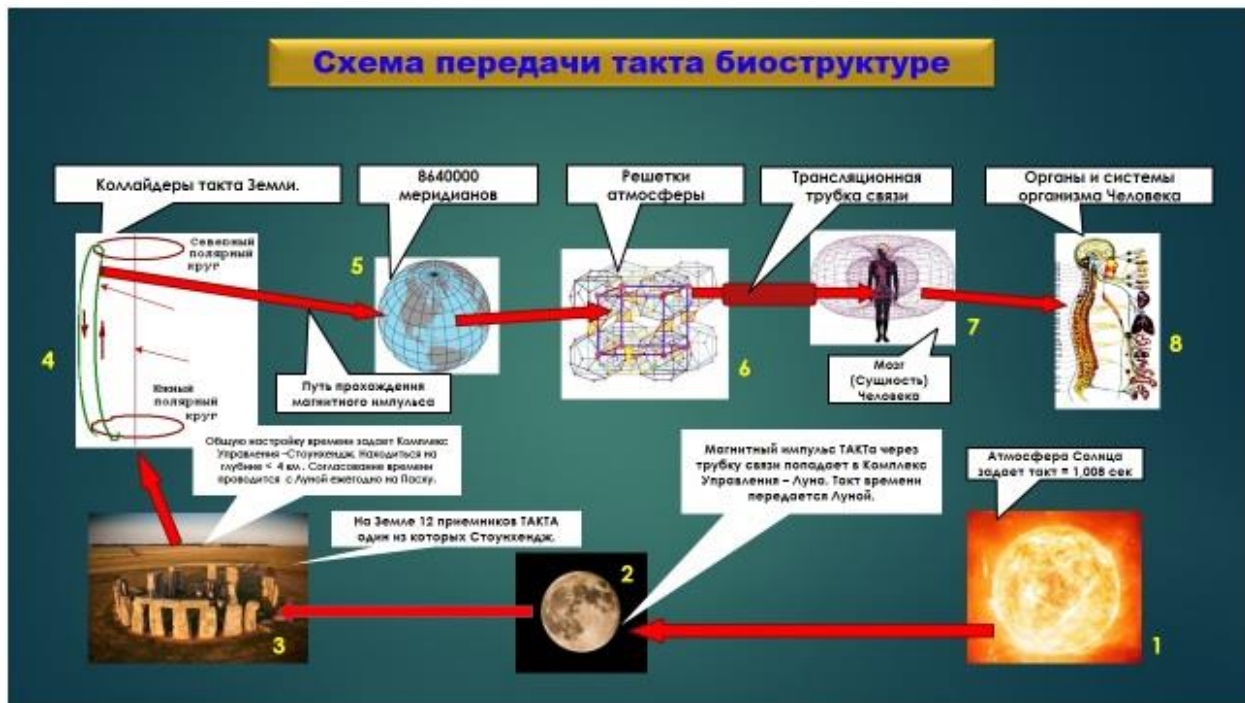 Схема передачи такта биоструктуре
Коллайдеры такта Земли.
8640000
меридианов
Решетки
атмосферы
Трансляционная
трубка связи
Органы и системы
организма Человека
Северный
полярный
круг
5
4
6
7
8
Мозг
(Сущность)
Человека
Путь прохождения
магнитного импульса
Южный
полярный
круг
Общую настройку времени задает Комплекс
Управления –Стоунхендж. Находиться на
глубине < 4 км. Согласование времени
проводится с Луной ежегодно на Пасху.
Магнитный импульс ТАКТа через
трубку связи попадает в Комплекс
Управления – Луна. Такт времени
передается Луной.
Атмосфера Солнца
задает такт = 1,008 сек
На Земле 12 приемников ТАКТА
один из которых Стоунхендж.
2
3
1